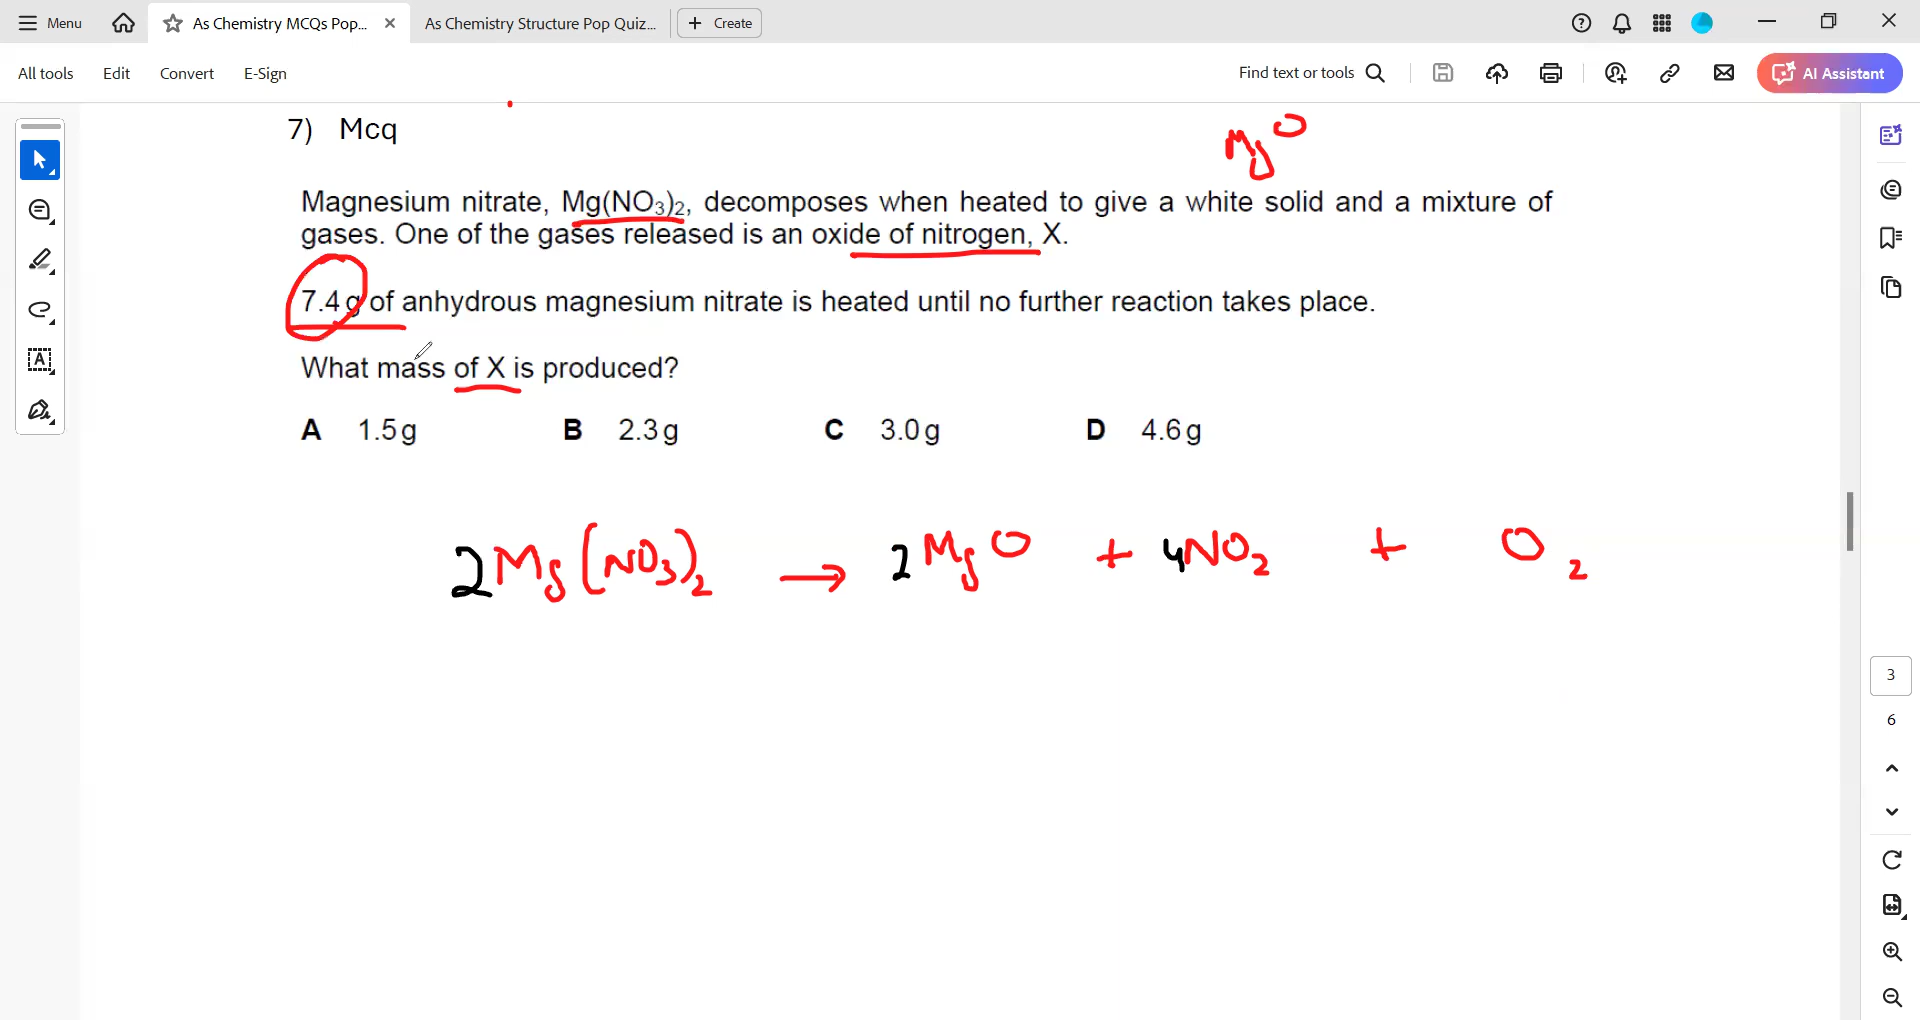 Menu As Chemistry MCQs Pop... As Chemistry Structure Pop Quiz... + Create
All tools Edit Convert E-Sign Find text or tools AI Assistant
7) Mcq
MgO
Magnesium nitrate, Mg(NO₃)₂, decomposes when heated to give a white solid and a mixture of
gases. One of the gases released is an oxide of nitrogen, X.
7.4 g of anhydrous magnesium nitrate is heated until no further reaction takes place.
What mass of X is produced?
A 1.5 g B 2.3 g C 3.0 g D 4.6 g
2Mg(NO₃)₂ → 2MgO + 4NO₂ + O₂
3
6